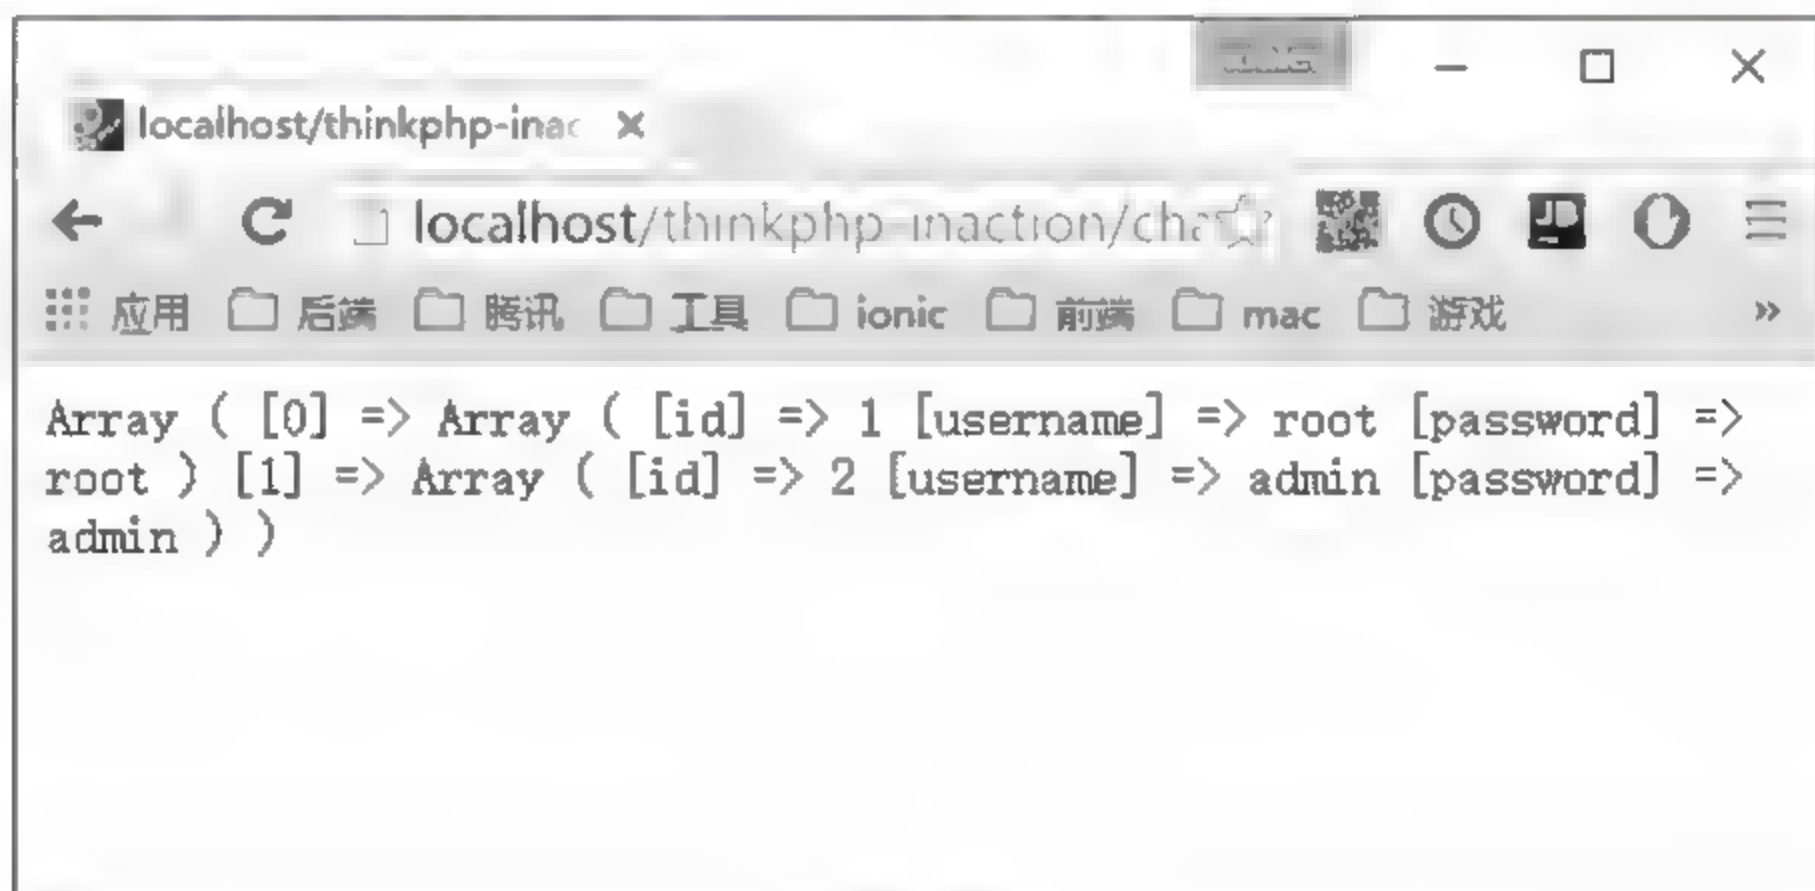 localhost/thinkphp-inac
localhost/thinkphp-inaction/cha
应用 后端 腾讯 工具 ionic 前端 mac 游戏 »
Array ( [0] => Array ( [id] => 1 [username] => root [password] =>
root ) [1] => Array ( [id] => 2 [username] => admin [password] =>
admin ) )